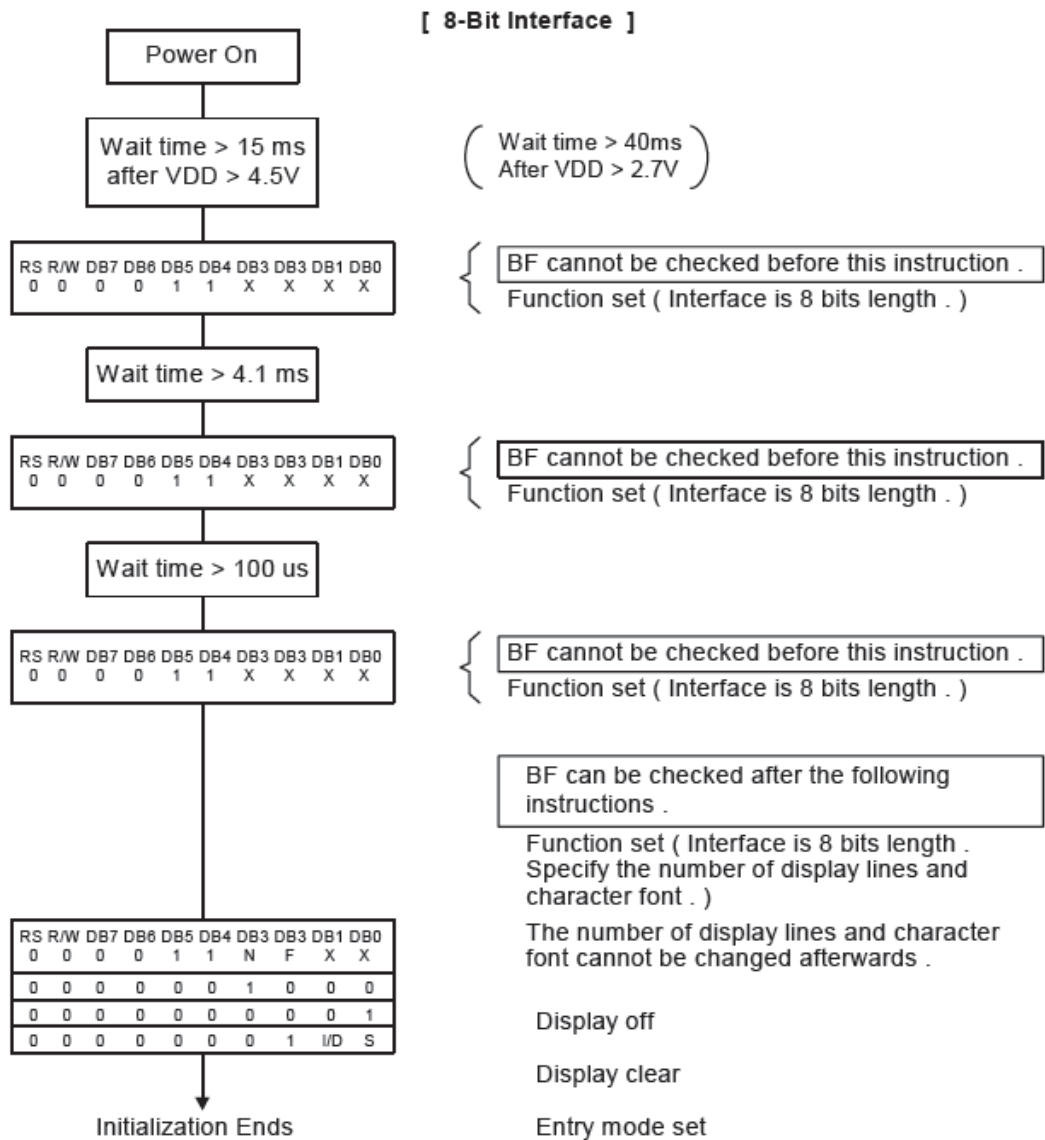 [ 8-Bit Interface ]
Power On
Wait time > 15 ms
after VDD > 4.5V
Wait time > 40ms
After VDD > 2.7V
RS R/W DB7 DB6 DB5 DB4 DB3 DB3 DB1 DB0
0 0 0 0 1 1 X X X X
BF cannot be checked before this instruction .
Function set ( Interface is 8 bits length . )
Wait time > 4.1 ms
RS R/W DB7 DB6 DB5 DB4 DB3 DB3 DB1 DB0
0 0 0 0 1 1 X X X X
BF cannot be checked before this instruction .
Function set ( Interface is 8 bits length . )
Wait time > 100 us
RS R/W DB7 DB6 DB5 DB4 DB3 DB3 DB1 DB0
0 0 0 0 1 1 X X X X
BF cannot be checked before this instruction .
Function set ( Interface is 8 bits length . )
BF can be checked after the following
instructions .
Function set ( Interface is 8 bits length .
Specify the number of display lines and
character font . )
The number of display lines and character
font cannot be changed afterwards .
RS R/W DB7 DB6 DB5 DB4 DB3 DB3 DB1 DB0
0 0 0 0 1 1 N F X X
0 0 0 0 0 0 1 0 0 0
0 0 0 0 0 0 0 0 0 1
0 0 0 0 0 0 0 1 I/D S
Display off
Display clear
Initialization Ends
Entry mode set